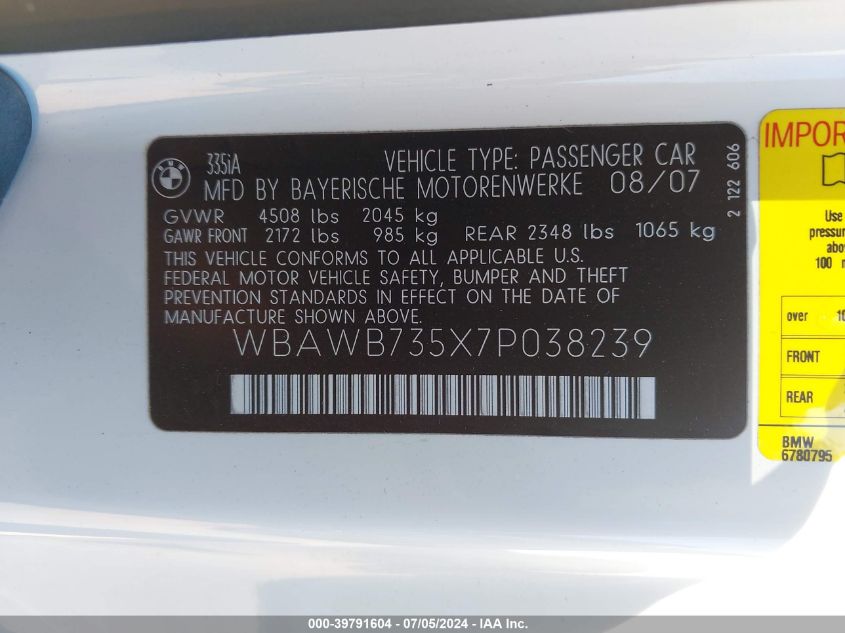 BMW
335iA
VEHICLE TYPE: PASSENGER CAR
MFD BY BAYERISCHE MOTORENWERKE 08/07
GVWR 4508 lbs 2045 kg
GAWR FRONT 2172 lbs 985 kg REAR 2348 lbs 1065 kg
THIS VEHICLE CONFORMS TO ALL APPLICABLE U.S.
FEDERAL MOTOR VEHICLE SAFETY, BUMPER AND THEFT
PREVENTION STANDARDS IN EFFECT ON THE DATE OF
MANUFACTURE SHOWN ABOVE.
WBAWB735X7P038239
2 122 606
Use
pressure
100
over
FRONT
REAR
BMW
6780795
000-39791604 - 07/05/2024 - IAA Inc.